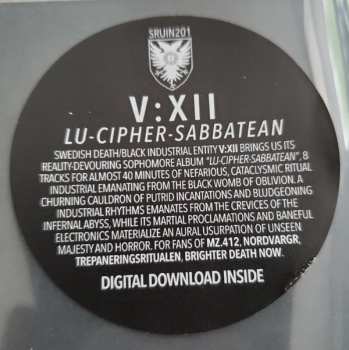 SRUIN201
V:XII
LU-CIPHER-SABBATEAN
SWEDISH DEATH/BLACK INDUSTRIAL ENTITY V:XII BRINGS US ITS
REALITY-DEVOURING SOPHOMORE ALBUM "LU-CIPHER-SABBATEAN", 8
TRACKS FOR ALMOST 40 MINUTES OF NEFARIOUS, CATACLYSMIC RITUAL
INDUSTRIAL EMANATING FROM THE BLACK WOMB OF OBLIVION. A
CHURNING CAULDRON OF PUTRID INCANTATIONS AND BLUDGEONING
INDUSTRIAL RHYTHMS EMANATES FROM THE CREVICES OF THE
INFERNAL ABYSS, WHILE ITS MARTIAL PROCLAMATIONS AND BANEFUL
ELECTRONICS MATERIALIZE AN AURAL USURPATION OF UNSEEN
MAJESTY AND HORROR. FOR FANS OF MZ.412, NORDVARGR,
TREPANERINGSRITUALEN, BRIGHTER DEATH NOW.
DIGITAL DOWNLOAD INSIDE